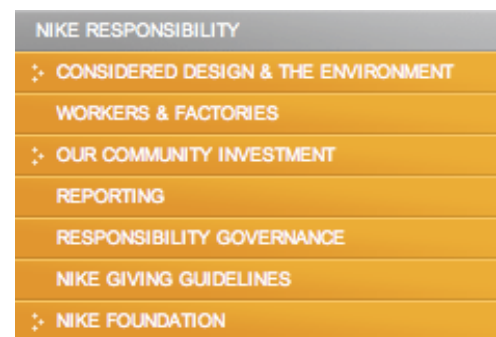 NIKE RESPONSIBILITY
CONSIDERED DESIGN & THE ENVIRONMENT
WORKERS & FACTORIES
OUR COMMUNITY INVESTMENT
REPORTING
RESPONSIBILITY GOVERNANCE
NIKE GIVING GUIDELINES
NIKE FOUNDATION